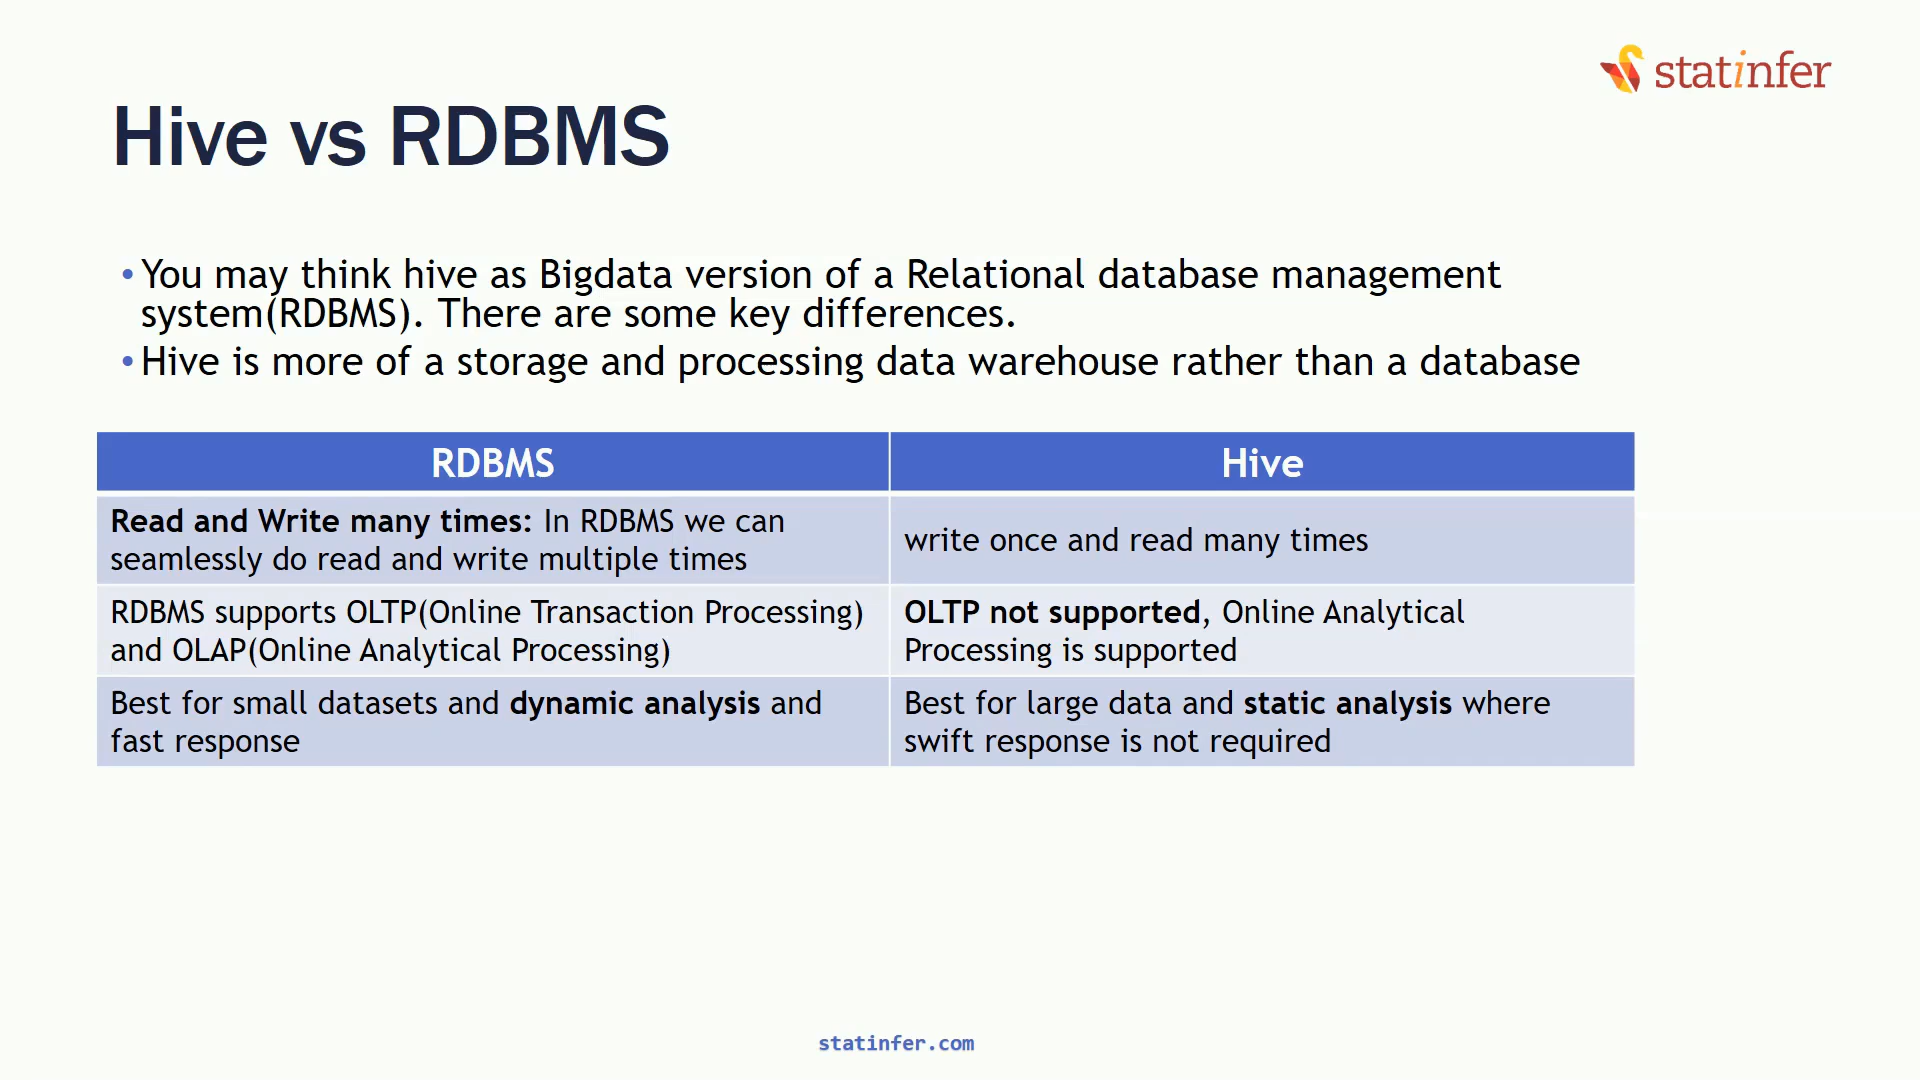 statinfer
Hive vs RDBMS
•You may think hive as Bigdata version of a Relational database management
system(RDBMS). There are some key differences.
•Hive is more of a storage and processing data warehouse rather than a database
RDBMS
Hive
Read and Write many times: In RDBMS we can
seamlessly do read and write multiple times
write once and read many times
RDBMS supports OLTP(Online Transaction Processing)
and OLAP(Online Analytical Processing)
OLTP not supported, Online Analytical
Processing is supported
Best for small datasets and dynamic analysis and
fast response
Best for large data and static analysis where
swift response is not required
statinfer.com